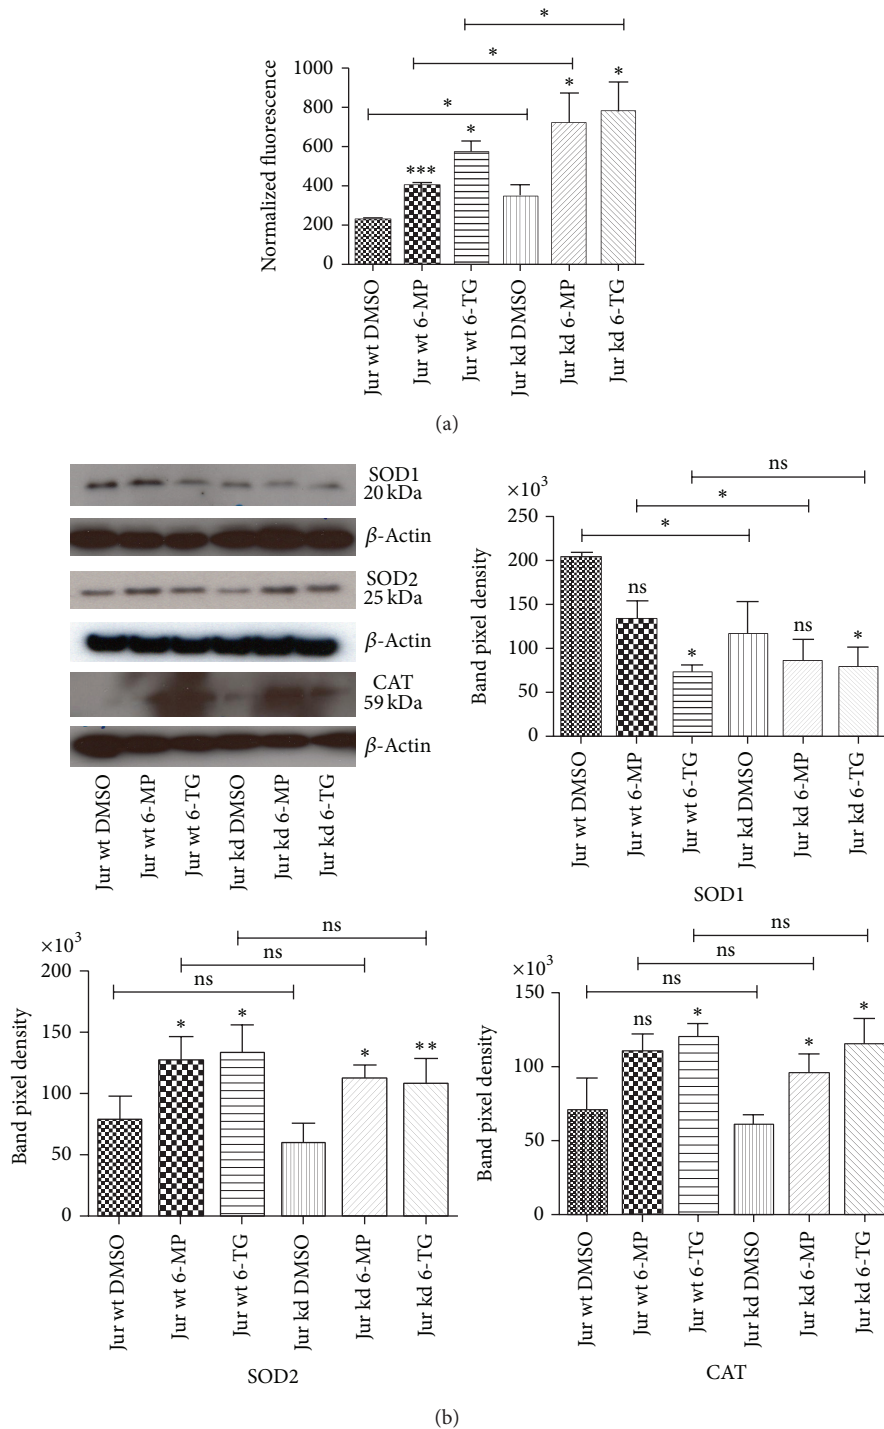 *
*
*
1000
800
600
400
200
0
Normalized fluorescence
***
*
*
*
Jur wt DMSO
Jur wt 6-MP
Jur wt 6-TG
Jur kd DMSO
Jur kd 6-MP
Jur kd 6-TG
(a)
SOD1
20 kDa
β-Actin
SOD2
25 kDa
β-Actin
CAT
59 kDa
β-Actin
Jur wt DMSO
Jur wt 6-MP
Jur wt 6-TG
Jur kd DMSO
Jur kd 6-MP
Jur kd 6-TG
ns
*
*
×10³
250
200
150
100
50
0
Band pixel density
ns
*
ns
*
Jur wt DMSO
Jur wt 6-MP
Jur wt 6-TG
Jur kd DMSO
Jur kd 6-MP
Jur kd 6-TG
SOD1
ns
ns
ns
×10³
200
150
100
50
0
Band pixel density
*
*
*
**
Jur wt DMSO
Jur wt 6-MP
Jur wt 6-TG
Jur kd DMSO
Jur kd 6-MP
Jur kd 6-TG
SOD2
ns
ns
ns
×10³
150
100
50
0
Band pixel density
ns
*
*
*
Jur wt DMSO
Jur wt 6-MP
Jur wt 6-TG
Jur kd DMSO
Jur kd 6-MP
Jur kd 6-TG
CAT
(b)